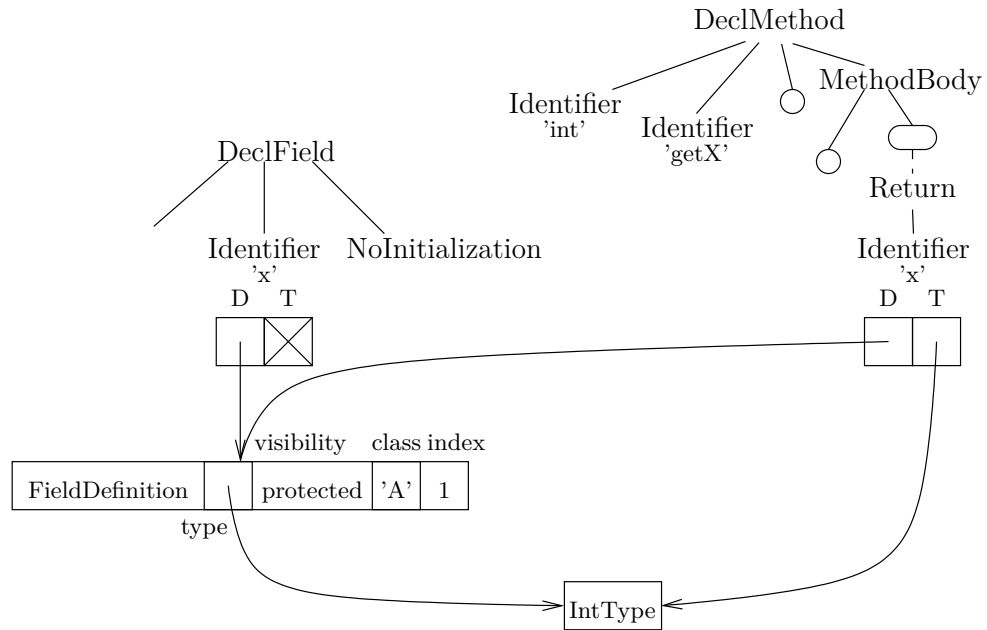 DeclMethod
MethodBody
Identifier
'int'
Identifier
'getX'
DeclField
Return
Identifier
'x'
NoInitialization
Identifier
'x'
D T
D T
visibility class index
FieldDefinition protected 'A' 1
type
IntType